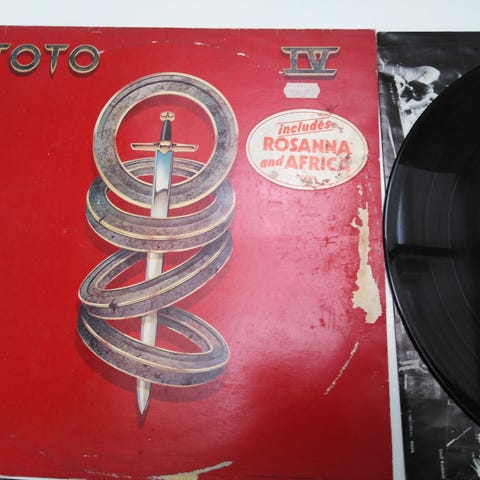 TOTO
IV
includes
ROSANNA
and AFRICA